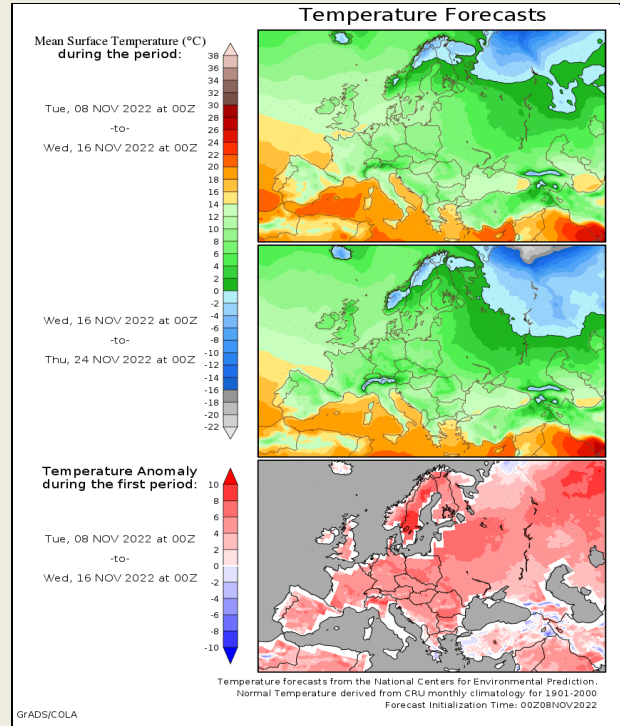 Temperature Forecasts
Mean Surface Temperature (°C)
during the period:
Tue, 08 NOV 2022 at 00Z
-to-
Wed, 16 NOV 2022 at 00Z
Wed, 16 NOV 2022 at 00Z
-to-
Thu, 24 NOV 2022 at 00Z
38
36
34
32
30
28
26
24
22
20
18
16
14
12
10
8
6
4
2
0
-2
-4
-6
-8
-10
-12
-14
-16
-18
-20
-22
Temperature Anomaly
during the first period:
Tue, 08 NOV 2022 at 00Z
-to-
Wed, 16 NOV 2022 at 00Z
10
8
6
4
2
0
-2
-4
-6
-8
-10
Temperature forecasts from the National Centers for Environmental Prediction.
Normal Temperature derived from CRU monthly climatology for 1901-2000
Forecast Initialization Time: 00Z08NOV2022
GrADS/COLA